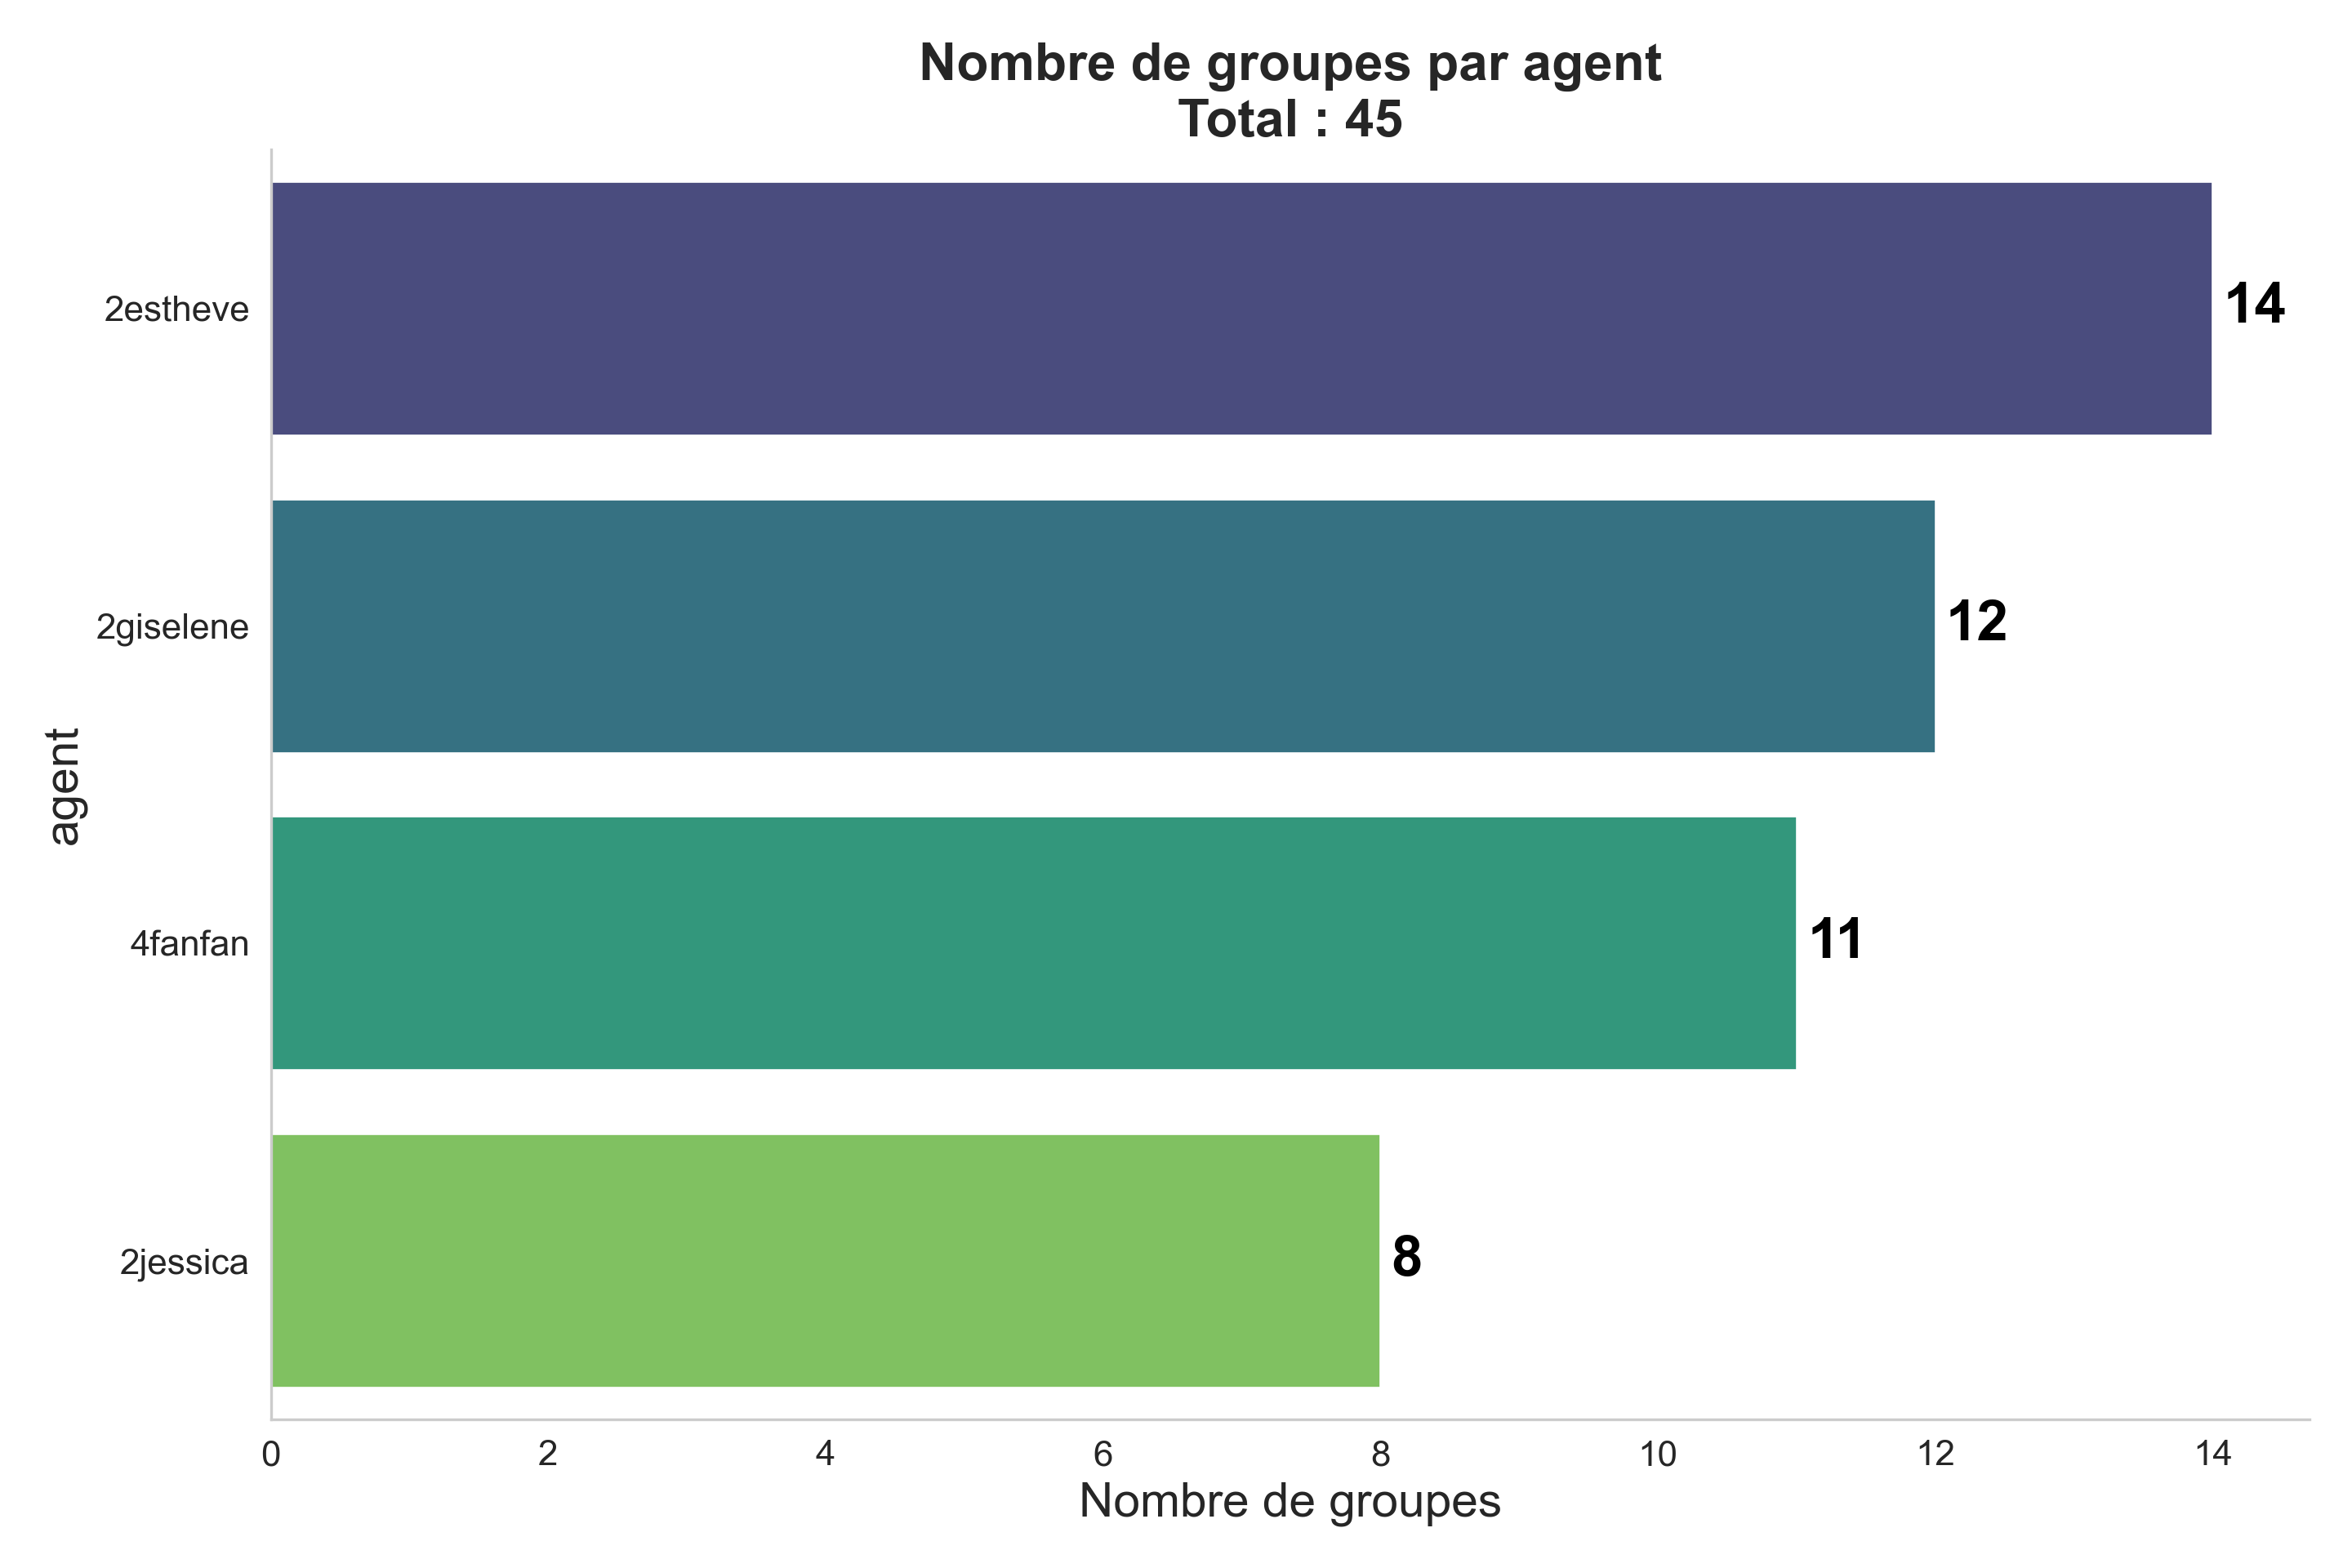 Nombre de groupes par agent
Total : 45
agent
2estheve
14
2giselene
12
4fanfan
11
2jessica
8
0 2 4 6 8 10 12 14
Nombre de groupes